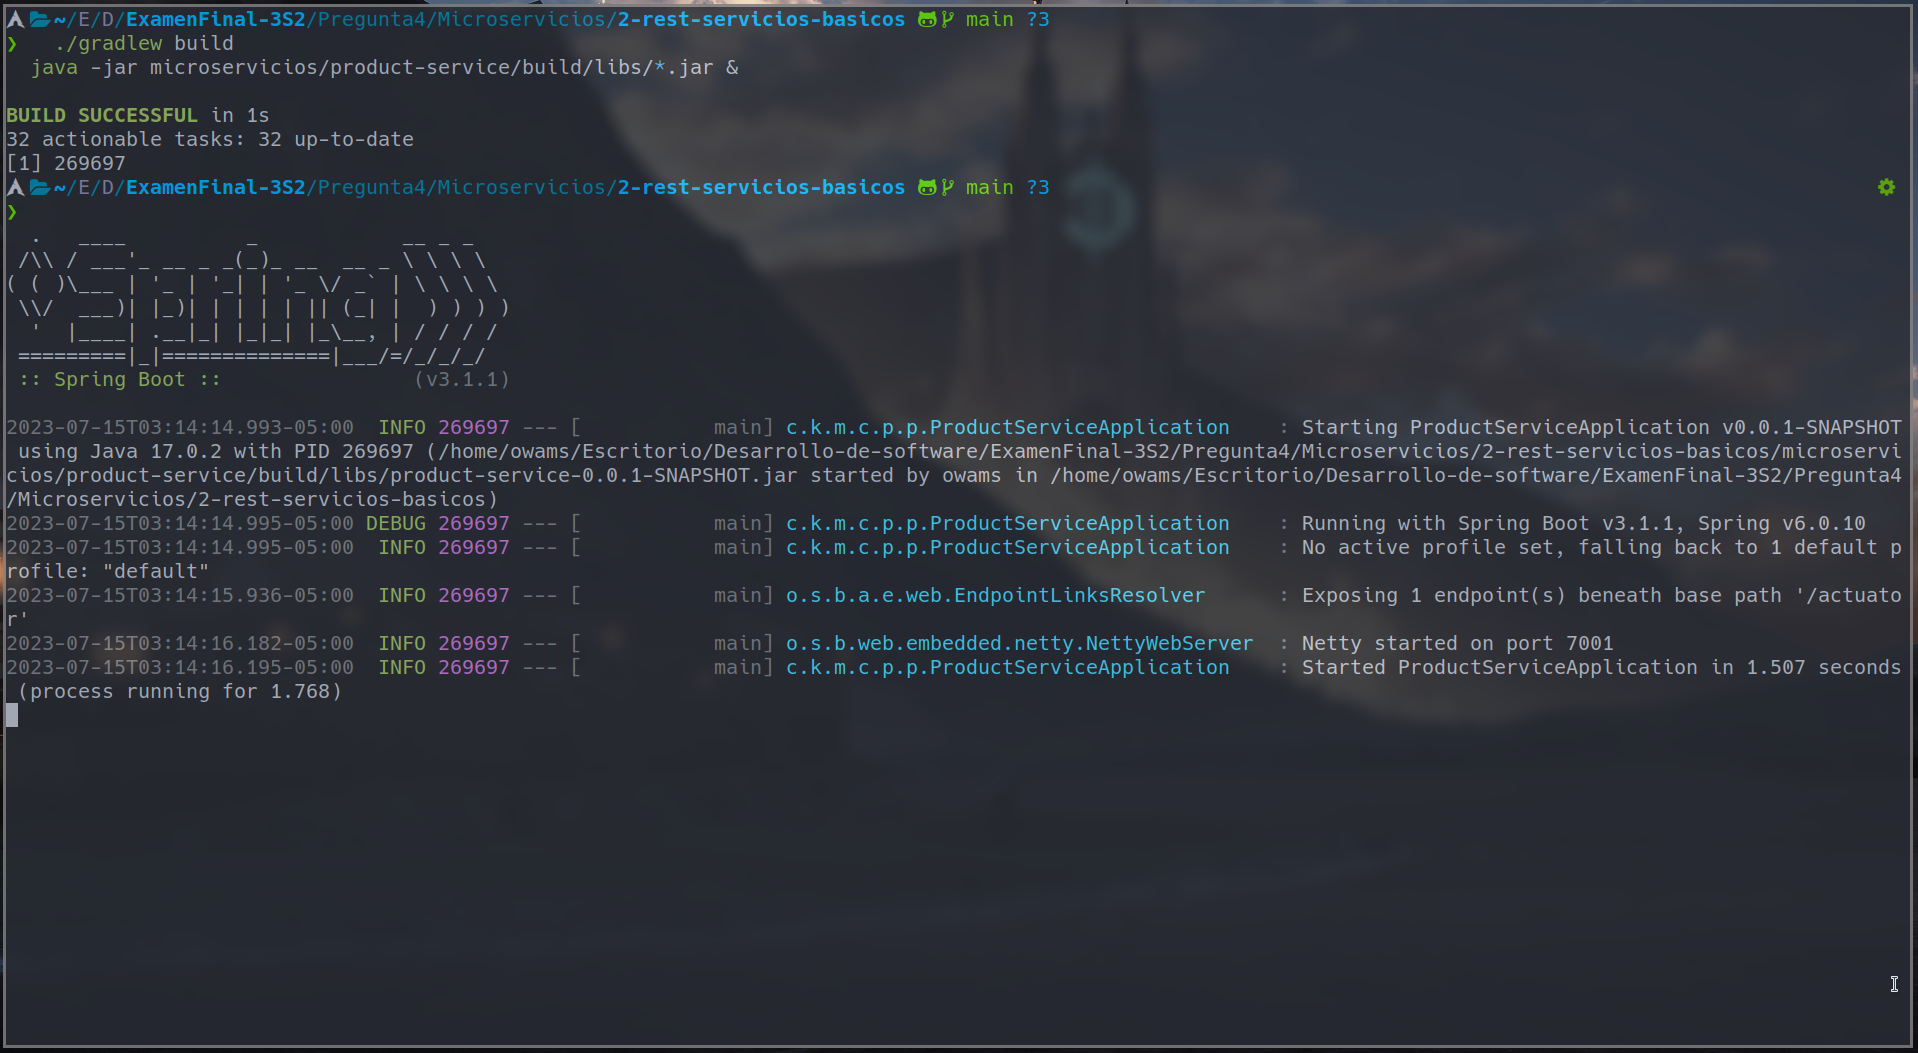 ~/E/D/ExamenFinal-3S2/Pregunta4/Microservicios/2-rest-servicios-basicos main ?3
❯   ./gradlew build
  java -jar microservicios/product-service/build/libs/*.jar &

BUILD SUCCESSFUL in 1s
32 actionable tasks: 32 up-to-date
[1] 269697
~/E/D/ExamenFinal-3S2/Pregunta4/Microservicios/2-rest-servicios-basicos main ?3
❯
  .   ____          _            __ _ _
 /\\ / ___'_ __ _ _(_)_ __  __ _ \ \ \ \
( ( )\___ | '_ | '_| | '_ \/ _` | \ \ \ \
 \\/  ___)| |_)| | | | | || (_| |  ) ) ) )
  '  |____| .__|_| |_|_| |_\__, | / / / /
 =========|_|==============|___/=/_/_/_/
 :: Spring Boot ::                (v3.1.1)

2023-07-15T03:14:14.993-05:00  INFO 269697 --- [           main] c.k.m.c.p.p.ProductServiceApplication    : Starting ProductServiceApplication v0.0.1-SNAPSHOT
 using Java 17.0.2 with PID 269697 (/home/owams/Escritorio/Desarrollo-de-software/ExamenFinal-3S2/Pregunta4/Microservicios/2-rest-servicios-basicos/microservi
cios/product-service/build/libs/product-service-0.0.1-SNAPSHOT.jar started by owams in /home/owams/Escritorio/Desarrollo-de-software/ExamenFinal-3S2/Pregunta4
/Microservicios/2-rest-servicios-basicos)
2023-07-15T03:14:14.995-05:00 DEBUG 269697 --- [           main] c.k.m.c.p.p.ProductServiceApplication    : Running with Spring Boot v3.1.1, Spring v6.0.10
2023-07-15T03:14:14.995-05:00  INFO 269697 --- [           main] c.k.m.c.p.p.ProductServiceApplication    : No active profile set, falling back to 1 default p
rofile: "default"
2023-07-15T03:14:15.936-05:00  INFO 269697 --- [           main] o.s.b.a.e.web.EndpointLinksResolver      : Exposing 1 endpoint(s) beneath base path '/actuato
r'
2023-07-15T03:14:16.182-05:00  INFO 269697 --- [           main] o.s.b.web.embedded.netty.NettyWebServer  : Netty started on port 7001
2023-07-15T03:14:16.195-05:00  INFO 269697 --- [           main] c.k.m.c.p.p.ProductServiceApplication    : Started ProductServiceApplication in 1.507 seconds
 (process running for 1.768)